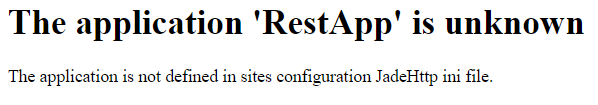 The application 'RestApp' is unknown
The application is not defined in sites configuration JadeHttp ini file.